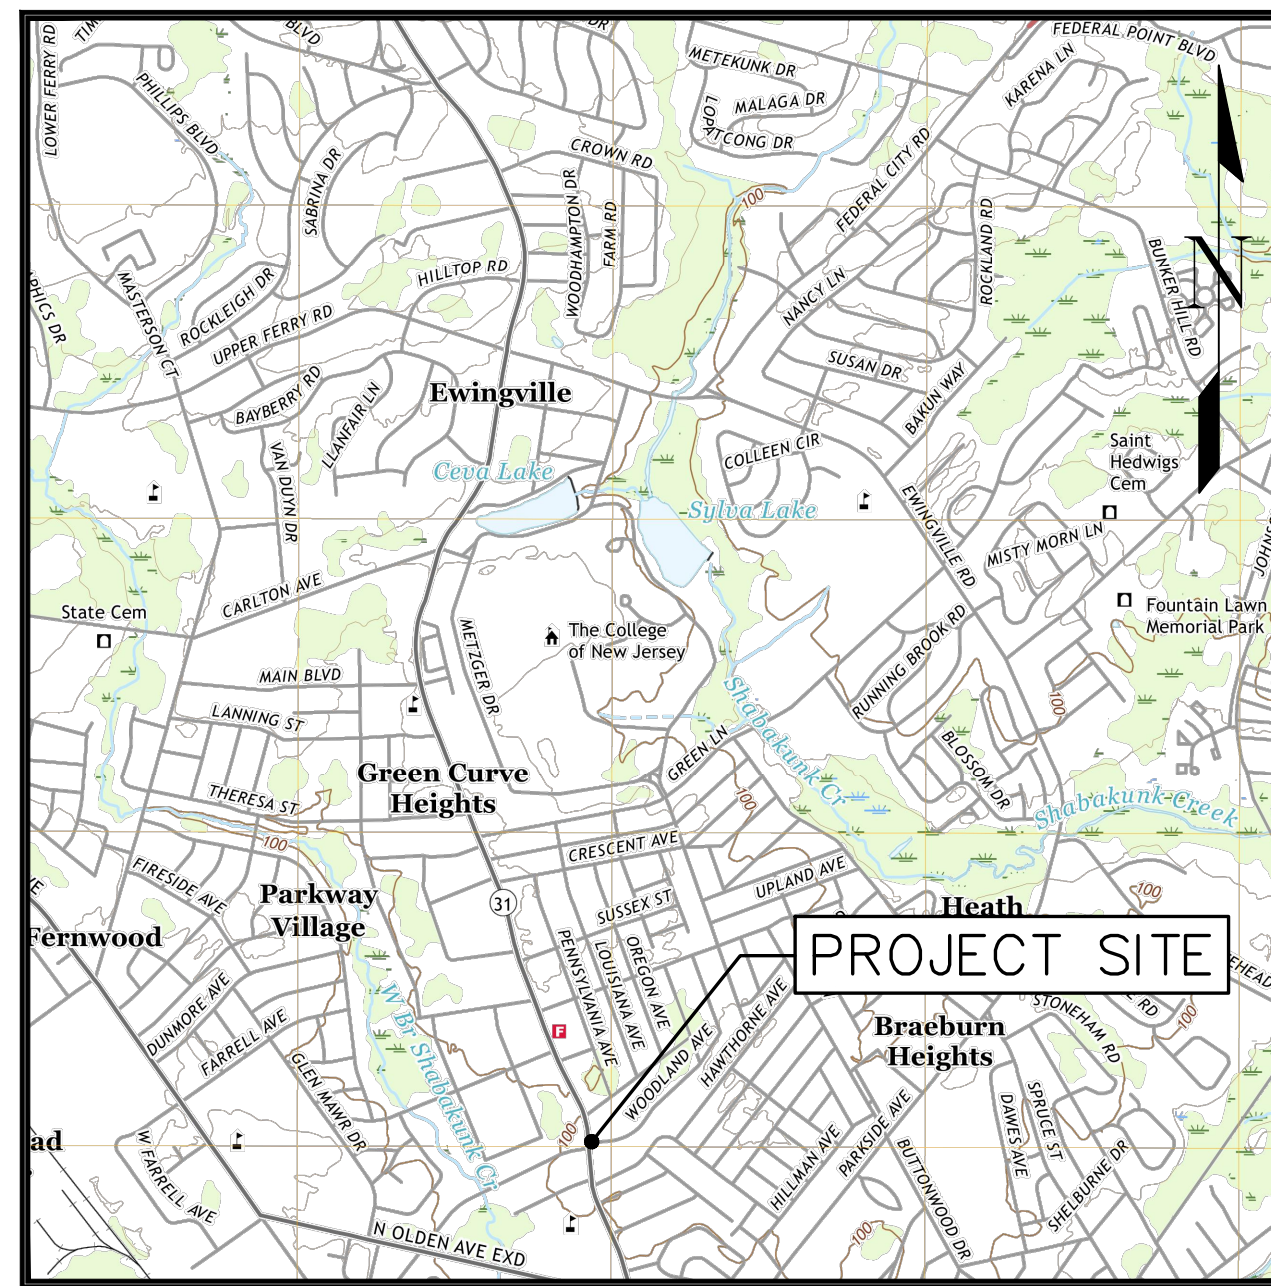 BLVD
DR
FEDERAL POINT BLVD
LOWER FERRY RD
METEKUNK DR
KARENA LN
PHILLIPS BLVD
MALAGA DR
LOPATCONG DR
CROWN RD
FEDERAL CITY RD
SABRINA DR
WOODHAMPTON DR
FARM RD
100
ROCKLAND RD
BUNKER HILL RD
N
HILLTOP RD
MASTERSON CT
ROCKLEIGH DR
NANCY LN
PHICS DR
UPPER FERRY RD
SUSAN DR
Ewingville
BAYBERRY RD
LLANFAIR LN
BAKUN WAY
VAN DUYN DR
COLLEEN CIR
Saint
Hedwigs
Cem
Ceva Lake
Sylva Lake
EWINGVILLE RD
MISTY MORN LN
CARLTON AVE
State Cem
Fountain Lawn
Memorial Park
The College
of New Jersey
METZGER DR
RUNNING BROOK RD
MAIN BLVD
100
LANNING ST
Shabakunk Cr
GREEN LN
BLOSSOM DR
Green Curve
Heights
THERESA ST
100
Shabakunk Creek
100
CRESCENT AVE
FIRESIDE AVE
UPLAND AVE
Parkway
Village
31
SUSSEX ST
100
Heath
Fernwood
PROJECT SITE
PENNSYLVANIA AVE
LOUISIANA AVE
OREGON AVE
W Br Shabakunk Cr
DUNMORE AVE
HAWTHORNE AVE
STONEHAM RD
RD
100
FARRELL AVE
F
WOODLAND AVE
Braeburn
Heights
GLEN MAWR DR
100
ad
W FARRELL AVE
HILLMAN AVE
PARKSIDE AVE
BUTTONWOOD DR
DAWES AVE
SPRUCE ST
SHELBURNE DR
N OLDEN AVE EXD
100